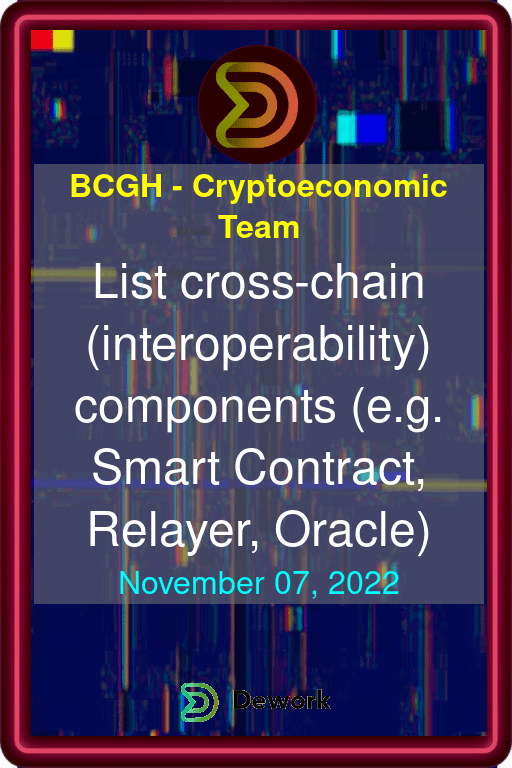 BCGH - Cryptoeconomic
Team
List cross-chain
(interoperability)
components (e.g.
Smart Contract,
Relayer, Oracle)
November 07, 2022
Dework